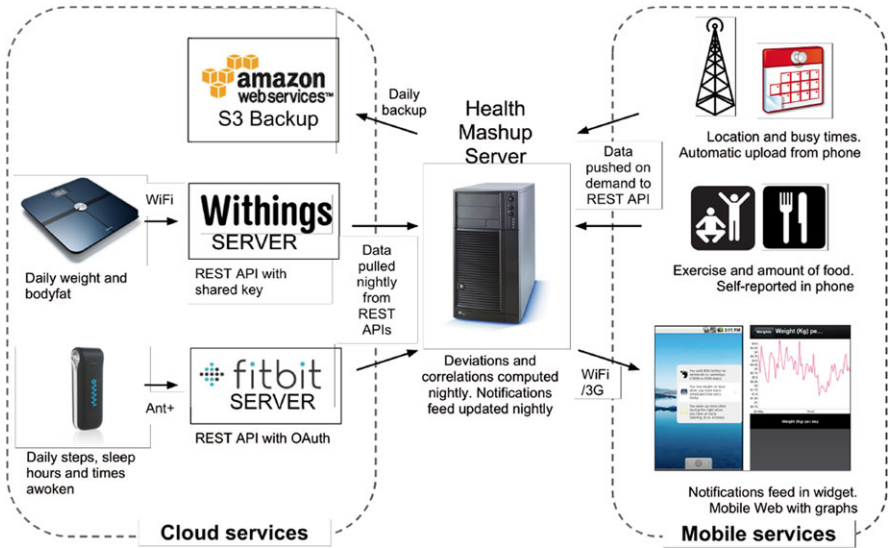 amazon
webservices™
S3 Backup
Daily
backup
Health
Mashup
Server
Location and busy times.
Automatic upload from phone
Data
pushed on
demand to
REST API
WiFi
Withings
SERVER
REST API with
shared key
Daily weight and
bodyfat
Data
pulled
nightly
from
REST
APIs
Exercise and amount of food.
Self-reported in phone
Ant+
fitbit
SERVER
REST API with OAuth
Daily steps, sleep
hours and times
awoken
Deviations and
correlations computed
nightly. Notifications
feed updated nightly
WiFi
/3G
Weight (Kg) pe...
Weight (Kg) per day
Notifications feed in widget.
Mobile Web with graphs
Cloud services
Mobile services